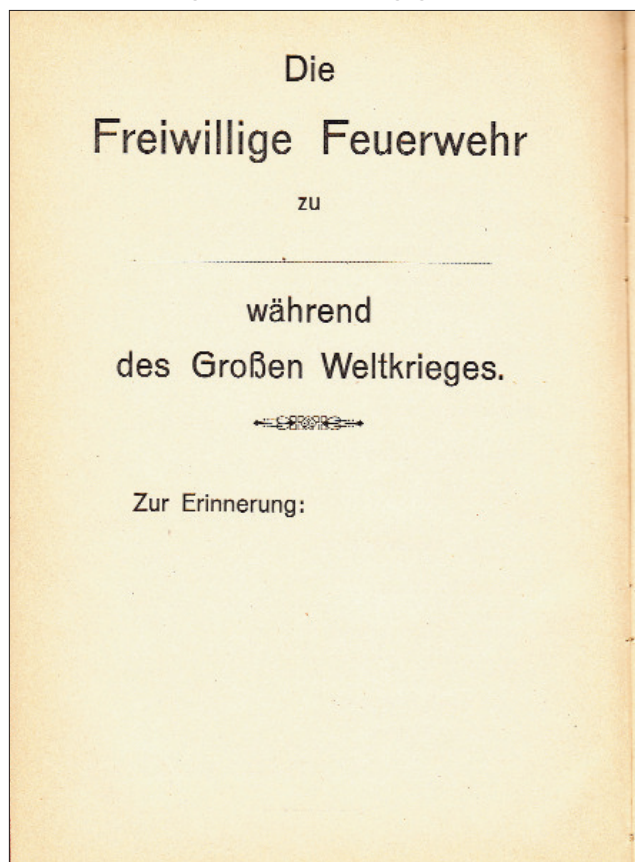 Die
Freiwillige Feuerwehr
zu
während
des Großen Weltkrieges.
Zur Erinnerung: